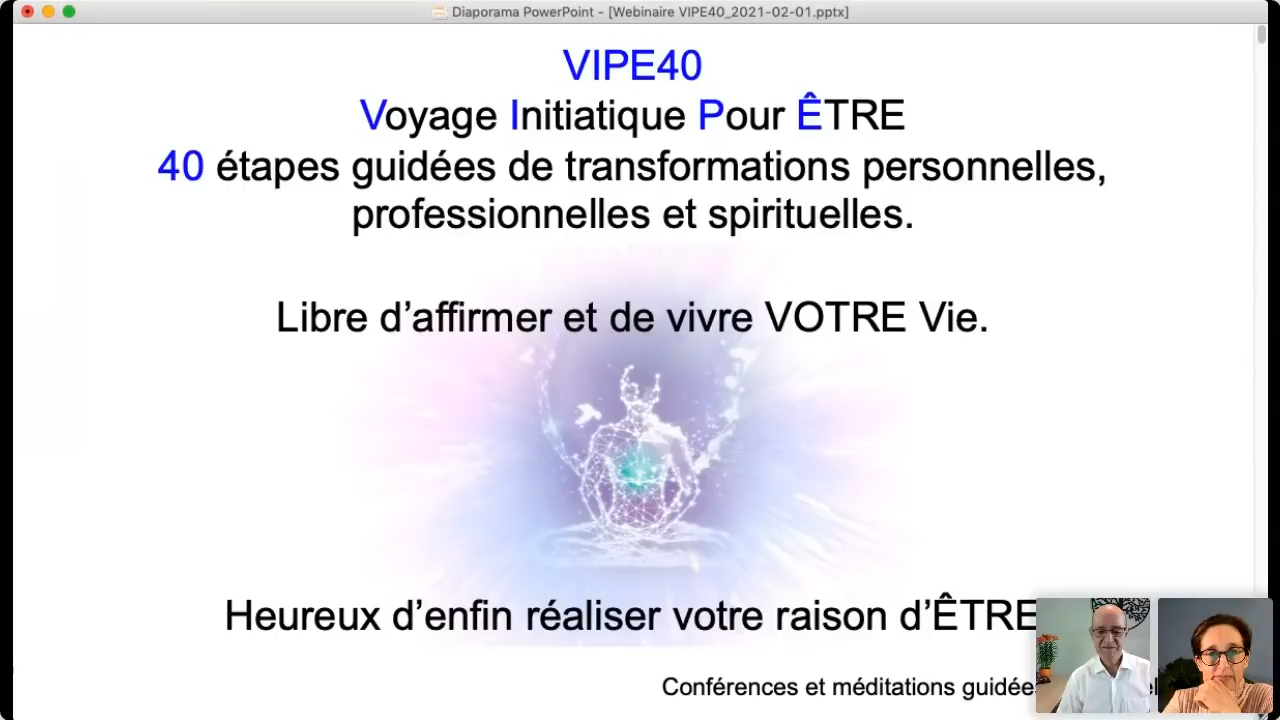 Diaporama PowerPoint - [Webinaire VIPE40_2021-02-01.pptx]
VIPE40
Voyage Initiatique Pour ÊTRE
40 étapes guidées de transformations personnelles,
professionnelles et spirituelles.
Libre d’affirmer et de vivre VOTRE Vie.
Heureux d’enfin réaliser votre raison d’ÊTRE
Conférences et méditations guidées